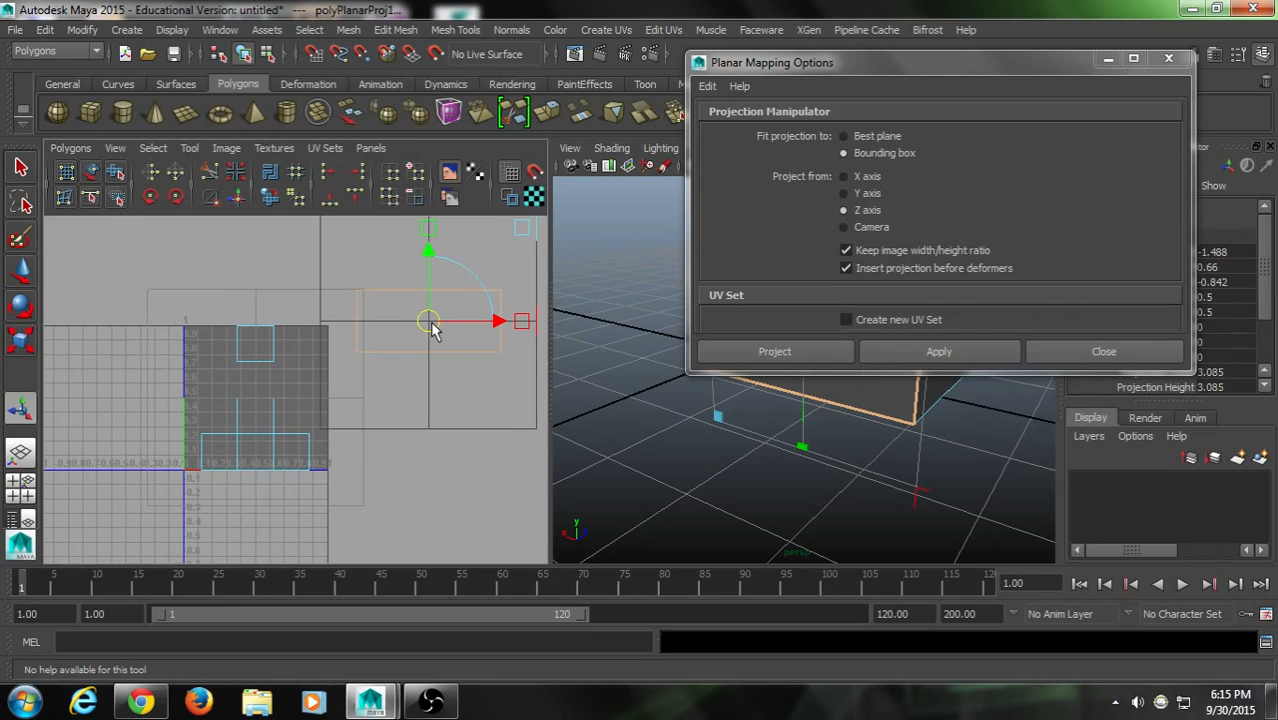 Autodesk Maya 2015 - Educational Version: untitled* --- polyPlanarProj1...
File Edit Modify Create Display Window Assets Select Mesh Edit Mesh Mesh Tools Normals Color Create UVs Edit UVs Muscle Faceware XGen Pipeline Cache Bifrost Help
Polygons
No Live Surface
General Curves Surfaces Polygons Deformation Animation Dynamics Rendering PaintEffects Toon
Polygons View Select Tool Image Textures UV Sets Panels
View Shading Lighting
Planar Mapping Options
Edit Help
Projection Manipulator
Fit projection to: Best plane
Bounding box
Project from: X axis
Y axis
Z axis
Camera
Keep image width/height ratio
Insert projection before deformers
UV Set
Create new UV Set
Project Apply Close
Show
-1.488
0.66
-0.842
0.5
0.5
3.085
Projection Height 3.085
Display Render Anim
Layers Options Help
1
y
x
persp
1 5 10 15 20 25 30 35 40 45 50 55 60 65 70 75 80 85 90 95 100 105 110 115 120
1.00
1.00 1.00 1 120 120.00 200.00 No Anim Layer No Character Set
MEL
No help available for this tool
6:15 PM
9/30/2015